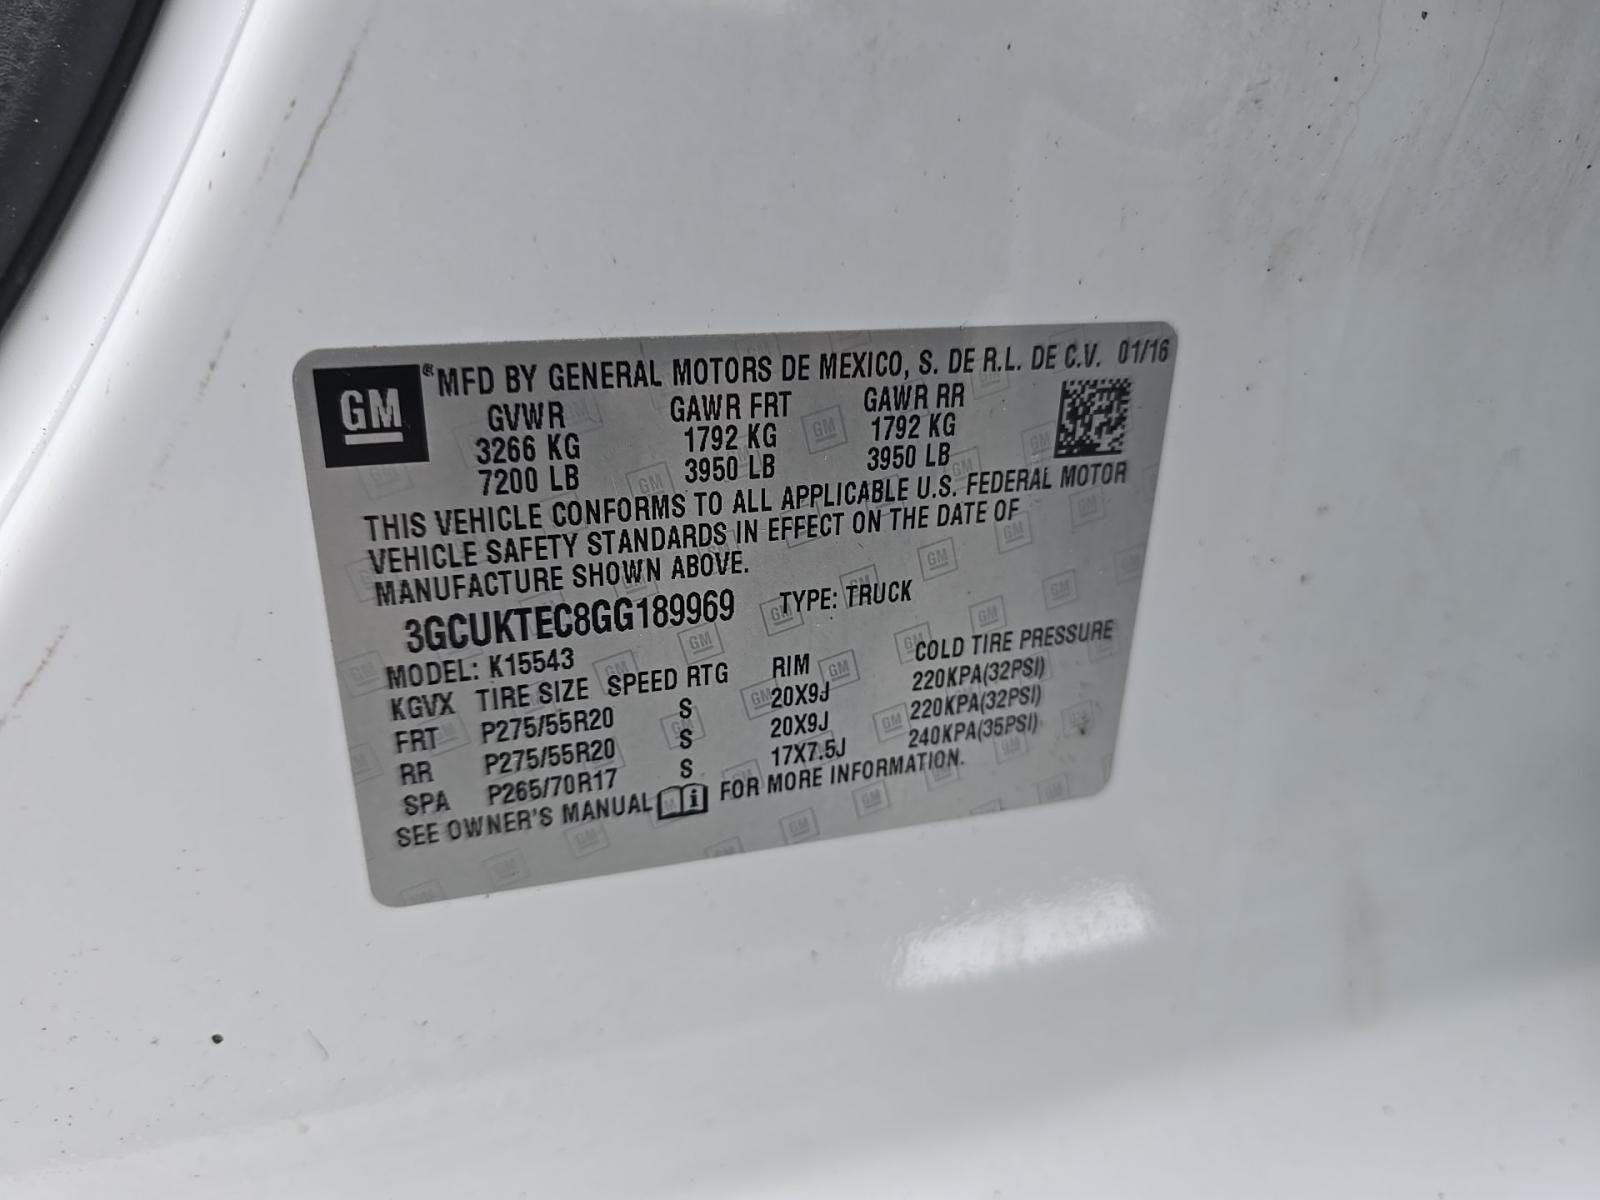 GM ® MFD BY GENERAL MOTORS DE MEXICO, S. DE R.L. DE C.V. 01/16
GVWR GAWR FRT GAWR RR
3266 KG 1792 KG 1792 KG
7200 LB 3950 LB 3950 LB
THIS VEHICLE CONFORMS TO ALL APPLICABLE U.S. FEDERAL MOTOR
VEHICLE SAFETY STANDARDS IN EFFECT ON THE DATE OF
MANUFACTURE SHOWN ABOVE.
3GCUKTEC8GG189969 TYPE: TRUCK
MODEL: K15543
KGVX TIRE SIZE SPEED RTG RIM COLD TIRE PRESSURE
FRT P275/55R20 S 20X9J 220KPA(32PSI)
RR P275/55R20 S 20X9J 220KPA(32PSI)
SPA P265/70R17 S 17X7.5J 240KPA(35PSI)
SEE OWNER'S MANUAL i FOR MORE INFORMATION.